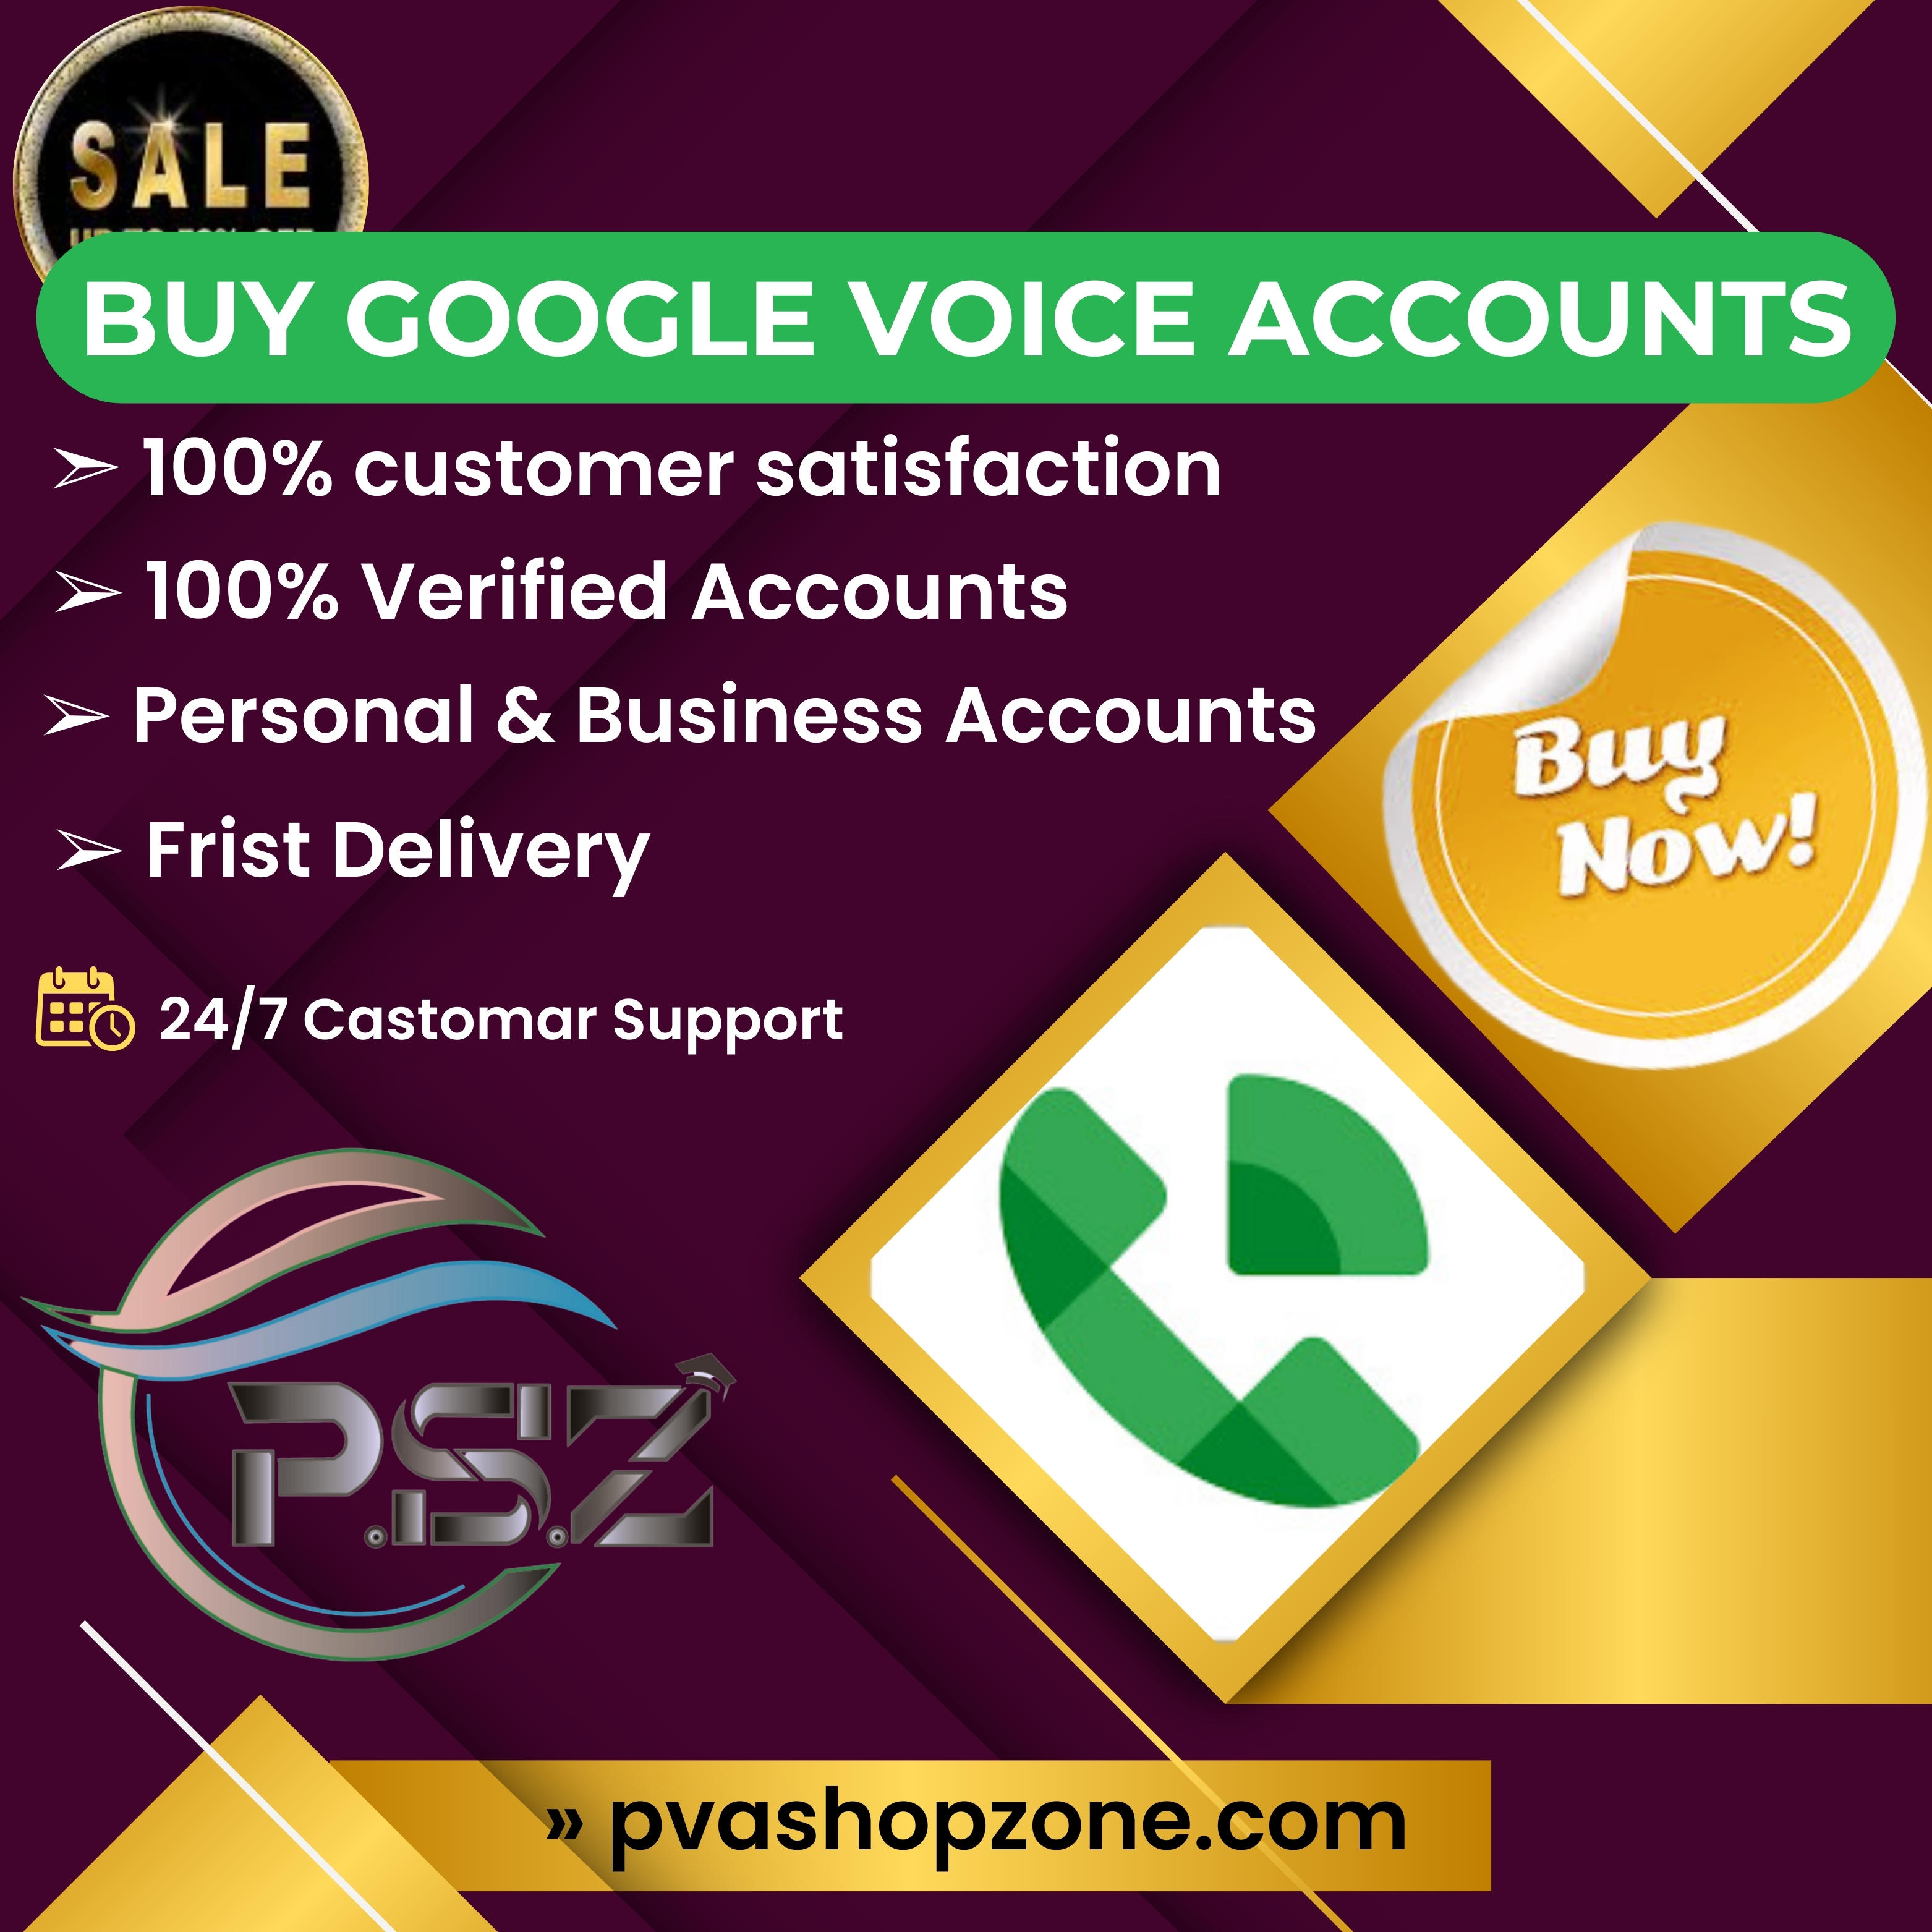 SALE
BUY GOOGLE VOICE ACCOUNTS
➢ 100% customer satisfaction
➢ 100% Verified Accounts
➢ Personal & Business Accounts
➢ Frist Delivery
Buy
Now!
24/7 Castomar Support
P.S.Z
» pvashopzone.com